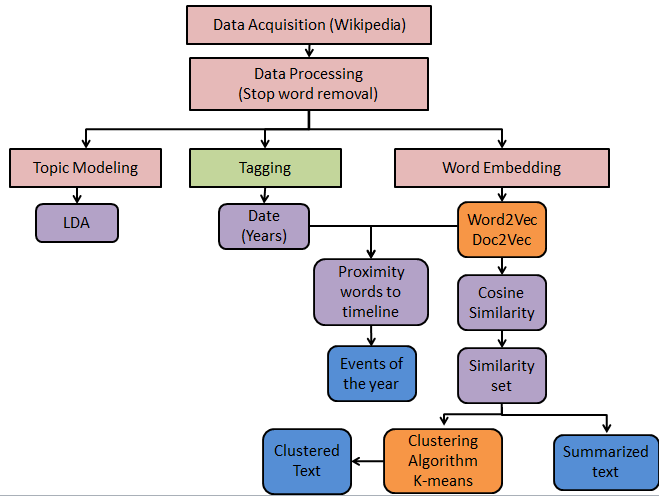 Data Acquisition (Wikipedia)
Data Processing
(Stop word removal)
Topic Modeling
Tagging
Word Embedding
LDA
Date
(Years)
Word2Vec
Doc2Vec
Proximity
words to
timeline
Cosine
Similarity
Events of
the year
Similarity
set
Clustered
Text
Clustering
Algorithm
K-means
Summarized
text